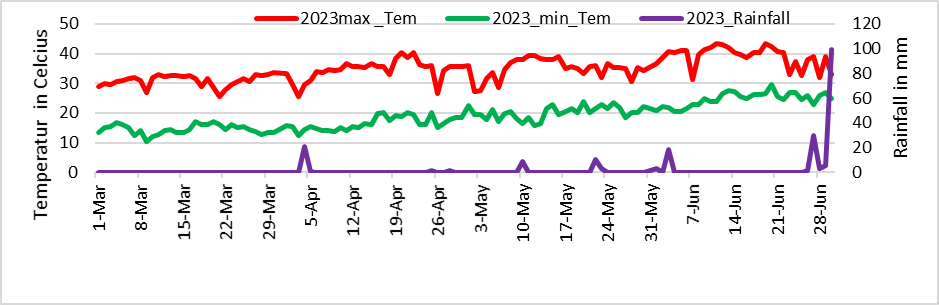 2023max _Tem 2023_min_Tem 2023_Rainfall
Temperatur in Celcius
50
40
30
20
10
0
120
100
80
60
40
20
0
Rainfall in mm
1-Mar
8-Mar
15-Mar
22-Mar
29-Mar
5-Apr
12-Apr
19-Apr
26-Apr
3-May
10-May
17-May
24-May
31-May
7-Jun
14-Jun
21-Jun
28-Jun